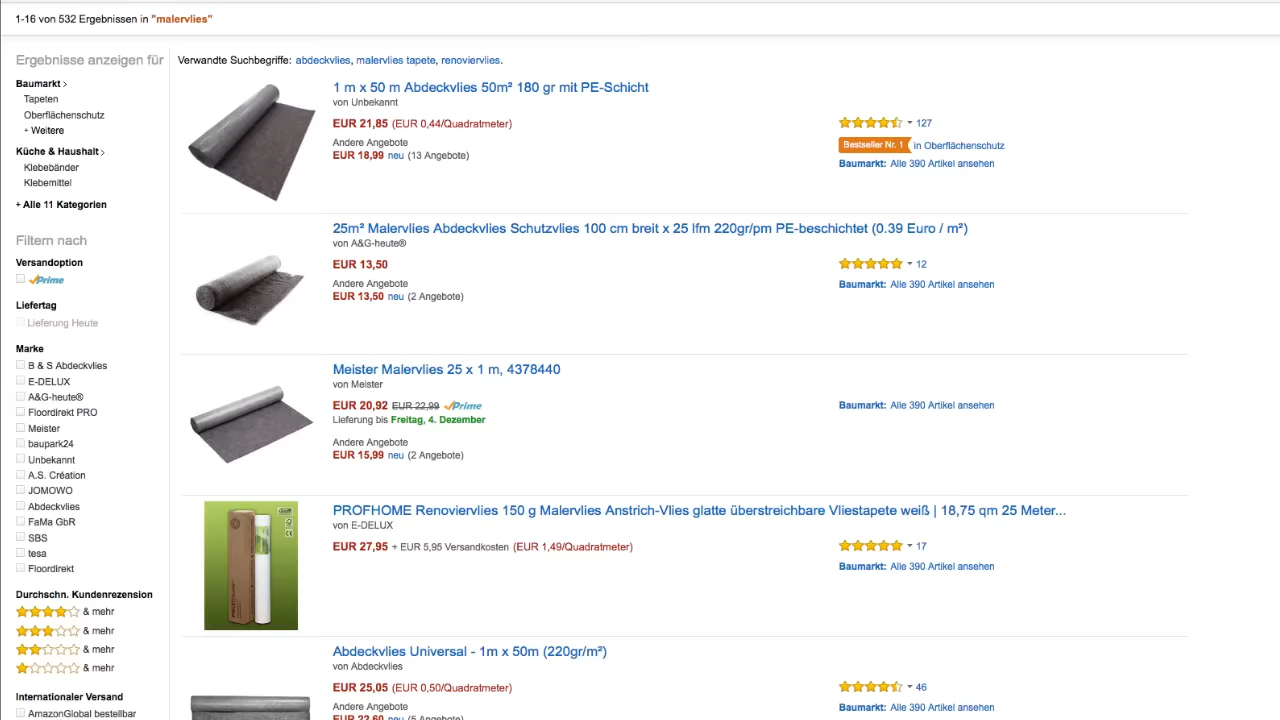 1-16 von 532 Ergebnissen in "malervlies"
Ergebnisse anzeigen für
Baumarkt
Tapeten
Oberflächenschutz
+ Weitere
Küche & Haushalt
Klebebänder
Klebemittel
+ Alle 11 Kategorien
Filtern nach
Versandoption
Prime
Liefertag
Lieferung Heute
Marke
B & S Abdeckvlies
E-DELUX
A&G-heute®
Floordirekt PRO
Meister
baupark24
Unbekannt
A.S. Création
JOMOWO
Abdeckvlies
FaMa GbR
SBS
tesa
Floordirekt
Durchschn. Kundenrezension
& mehr
& mehr
& mehr
& mehr
Internationaler Versand
AmazonGlobal bestellbar
Verwandte Suchbegriffe: abdeckvlies, malervlies tapete, renoviervlies.
1 m x 50 m Abdeckvlies 50m² 180 gr mit PE-Schicht
von Unbekannt
EUR 21,85 (EUR 0,44/Quadratmeter)
Andere Angebote
EUR 18,99 neu (13 Angebote)
127
Bestseller Nr. 1 in Oberflächenschutz
Baumarkt: Alle 390 Artikel ansehen
25m² Malervlies Abdeckvlies Schutzvlies 100 cm breit x 25 lfm 220gr/pm PE-beschichtet (0.39 Euro / m²)
von A&G-heute®
EUR 13,50
Andere Angebote
EUR 13,50 neu (2 Angebote)
12
Baumarkt: Alle 390 Artikel ansehen
Meister Malervlies 25 x 1 m, 4378440
von Meister
EUR 20,92 EUR 22,99 Prime
Lieferung bis Freitag, 4. Dezember
Andere Angebote
EUR 15,99 neu (2 Angebote)
Baumarkt: Alle 390 Artikel ansehen
PROFHOME Renoviervlies 150 g Malervlies Anstrich-Vlies glatte überstreichbare Vliestapete weiß | 18,75 qm 25 Meter...
von E-DELUX
EUR 27,95 + EUR 5,95 Versandkosten (EUR 1,49/Quadratmeter)
17
Baumarkt: Alle 390 Artikel ansehen
Abdeckvlies Universal - 1m x 50m (220gr/m²)
von Abdeckvlies
EUR 25,05 (EUR 0,50/Quadratmeter)
Andere Angebote
EUR 22,60 neu (5 Angebote)
46
Baumarkt: Alle 390 Artikel ansehen